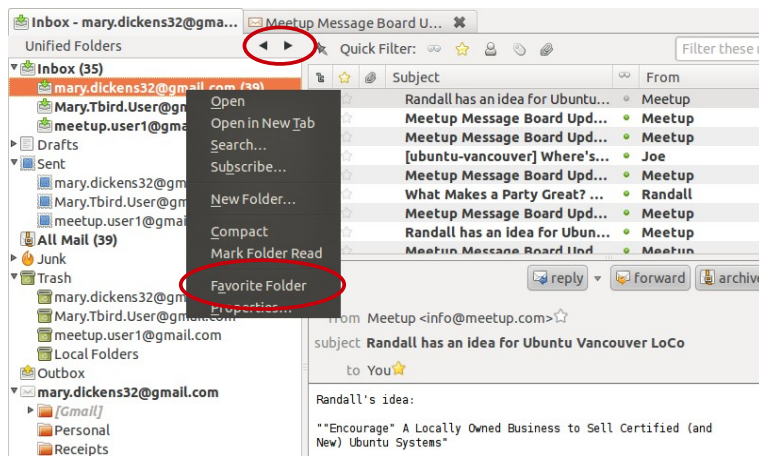 Inbox - mary.dickens32@gma...
Meetup Message Board U...
Unified Folders
Quick Filter:
Filter these
Inbox (35)
mary.dickens32@gmail.com (39)
Mary.Tbird.User@gm
meetup.user1@gma
Drafts
Sent
mary.dickens32@gm
Mary.Tbird.User@gm
meetup.user1@gmai
All Mail (39)
Junk
Trash
mary.dickens32@gm
Mary.Tbird.User@gmail.com
meetup.user1@gmail.com
Local Folders
Outbox
mary.dickens32@gmail.com
[Gmail]
Personal
Receipts
Open
Open in New Tab
Search...
Subscribe...
New Folder...
Compact
Mark Folder Read
Favorite Folder
Properties...
Subject From
Randall has an idea for Ubuntu... Meetup
Meetup Message Board Upd... Meetup
Meetup Message Board Upd... Meetup
[ubuntu-vancouver] Where's... Joe
Meetup Message Board Upd... Meetup
What Makes a Party Great? ... Randall
Meetup Message Board Upd... Meetup
Randall has an idea for Ubun... Meetup
Meetup Message Board Upd... Meetup
reply forward archive
from Meetup <info@meetup.com>
subject Randall has an idea for Ubuntu Vancouver LoCo
to You
Randall's idea:
""Encourage" A Locally Owned Business to Sell Certified (and
New) Ubuntu Systems"